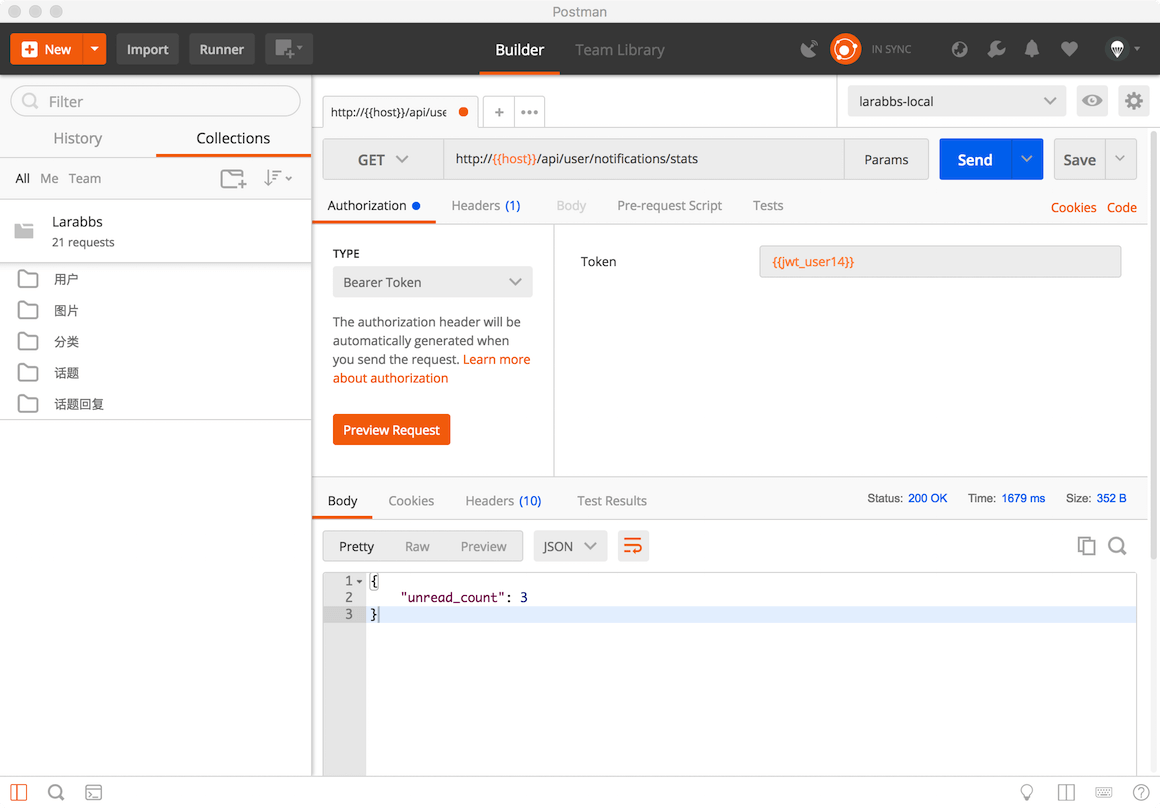 Postman
New
Import
Runner
Builder
Team Library
IN SYNC
Filter
History
Collections
All Me Team
Larabbs
21 requests
用户
图片
分类
话题
话题回复
http://{{host}}/api/use
larabbs-local
GET
http://{{host}}/api/user/notifications/stats
Params
Send
Save
Authorization
Headers (1)
Body
Pre-request Script
Tests
Cookies
Code
TYPE
Bearer Token
The authorization header will be
automatically generated when
you send the request. Learn more
about authorization
Preview Request
Token
{{jwt_user14}}
Body
Cookies
Headers (10)
Test Results
Status: 200 OK
Time: 1679 ms
Size: 352 B
Pretty
Raw
Preview
JSON
1 {
2 "unread_count": 3
3 }